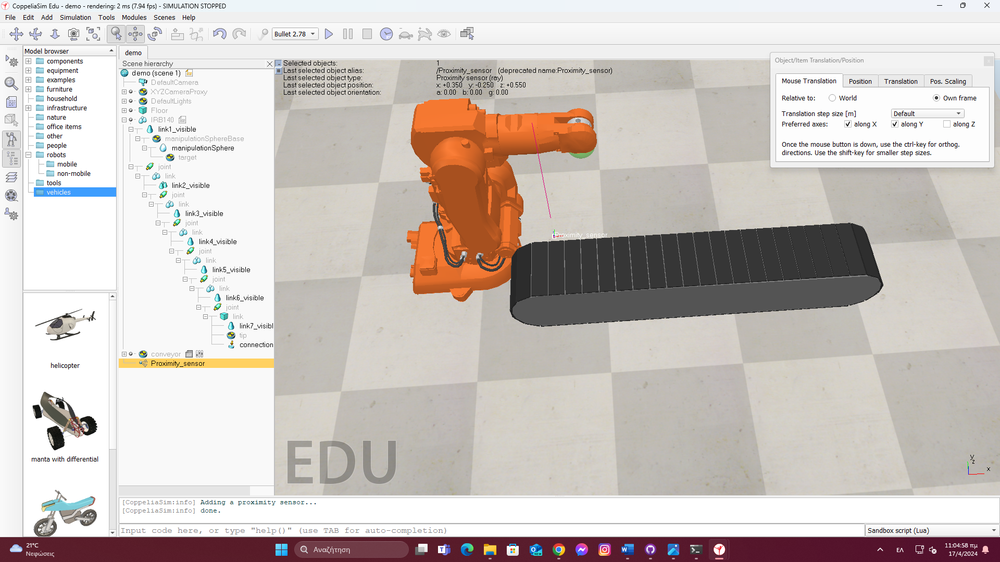 CoppeliaSim Edu - demo - rendering: 2 ms (7.94 fps) - SIMULATION STOPPED
File Edit Add Simulation Tools Modules Scenes Help
Bullet 2.78
Model browser
components
equipment
examples
furniture
household
infrastructure
nature
office items
other
people
robots
mobile
non-mobile
tools
vehicles
helicopter
manta with differential
demo
Scene hierarchy
demo (scene 1)
DefaultCamera
XYZCameraProxy
DefaultLights
Floor
IRB140
link1_visible
manipulationSphereBase
manipulationSphere
target
joint
link
link2_visible
joint
link
link3_visible
joint
link
link4_visible
joint
link
link5_visible
joint
link
link6_visible
joint
link
link7_visibl
tip
connection
conveyor
Proximity_sensor
Selected objects: 1
Last selected object alias: /Proximity_sensor (deprecated name:Proximity_sensor)
Last selected object type: Proximity sensor (ray)
Last selected object position: x: +0.350 y: -0.250 z: +0.550
Last selected object orientation: a: 0.00 b: 0.00 g: 0.00
Proximity_sensor
EDU
y
z
x
Object/Item Translation/Position
Mouse Translation Position Translation Pos. Scaling
Relative to: World Own frame
Translation step size [m] Default
Preferred axes: along X along Y along Z
Once the mouse button is down, use the ctrl-key for orthog.
directions. Use the shift-key for smaller step sizes.
[CoppeliaSim:info] Adding a proximity sensor...
[CoppeliaSim:info] done.
Input code here, or type "help()" (use TAB for auto-completion)
Sandbox script (Lua)
21°C
Νεφώσεις
Αναζήτηση
NEW
ΕΛ
11:04:58 πμ
17/4/2024